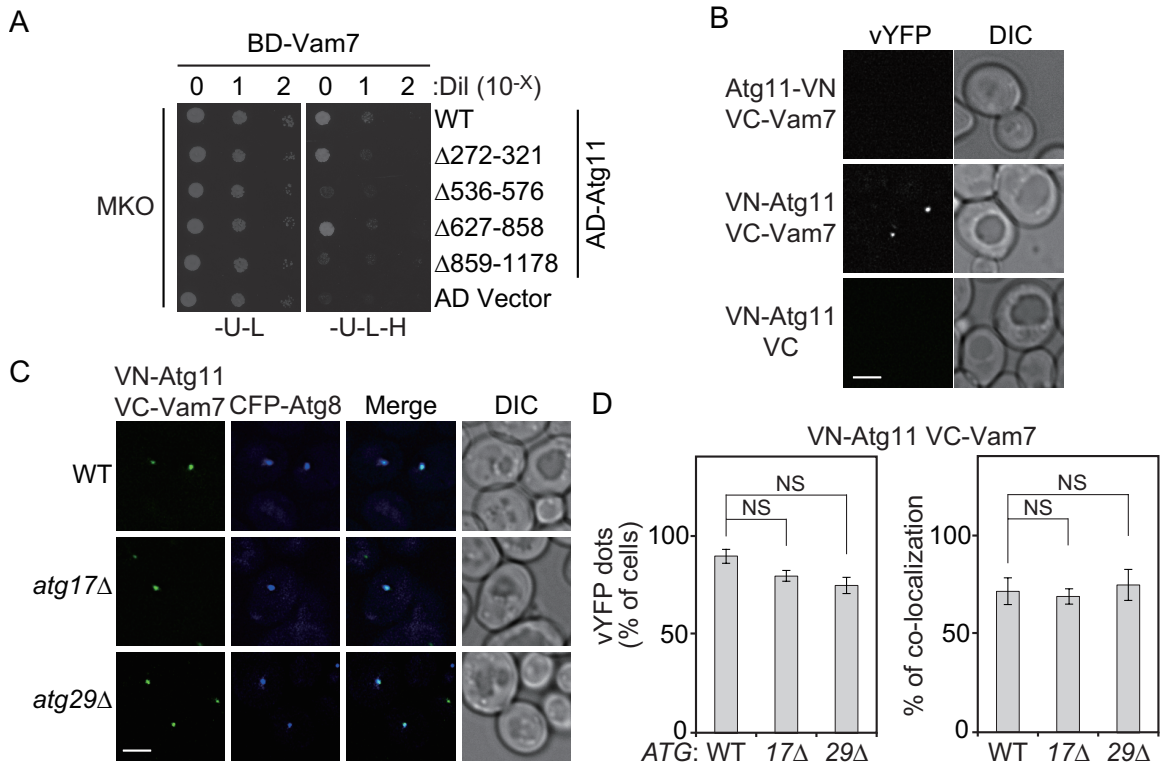 A
BD-Vam7
0 1 2 0 1 2 :Dil (10-X)
MKO
WT
Δ272-321
Δ536-576
Δ627-858
Δ859-1178
AD Vector
AD-Atg11
-U-L -U-L-H
B
vYFP DIC
Atg11-VN
VC-Vam7
VN-Atg11
VC-Vam7
VN-Atg11
VC
C
VN-Atg11
VC-Vam7 CFP-Atg8 Merge DIC
WT
atg17Δ
atg29Δ
D
VN-Atg11 VC-Vam7
vYFP dots
(% of cells)
100
50
0
NS
NS
ATG: WT 17Δ 29Δ
% of co-localization
100
50
0
NS
NS
WT 17Δ 29Δ